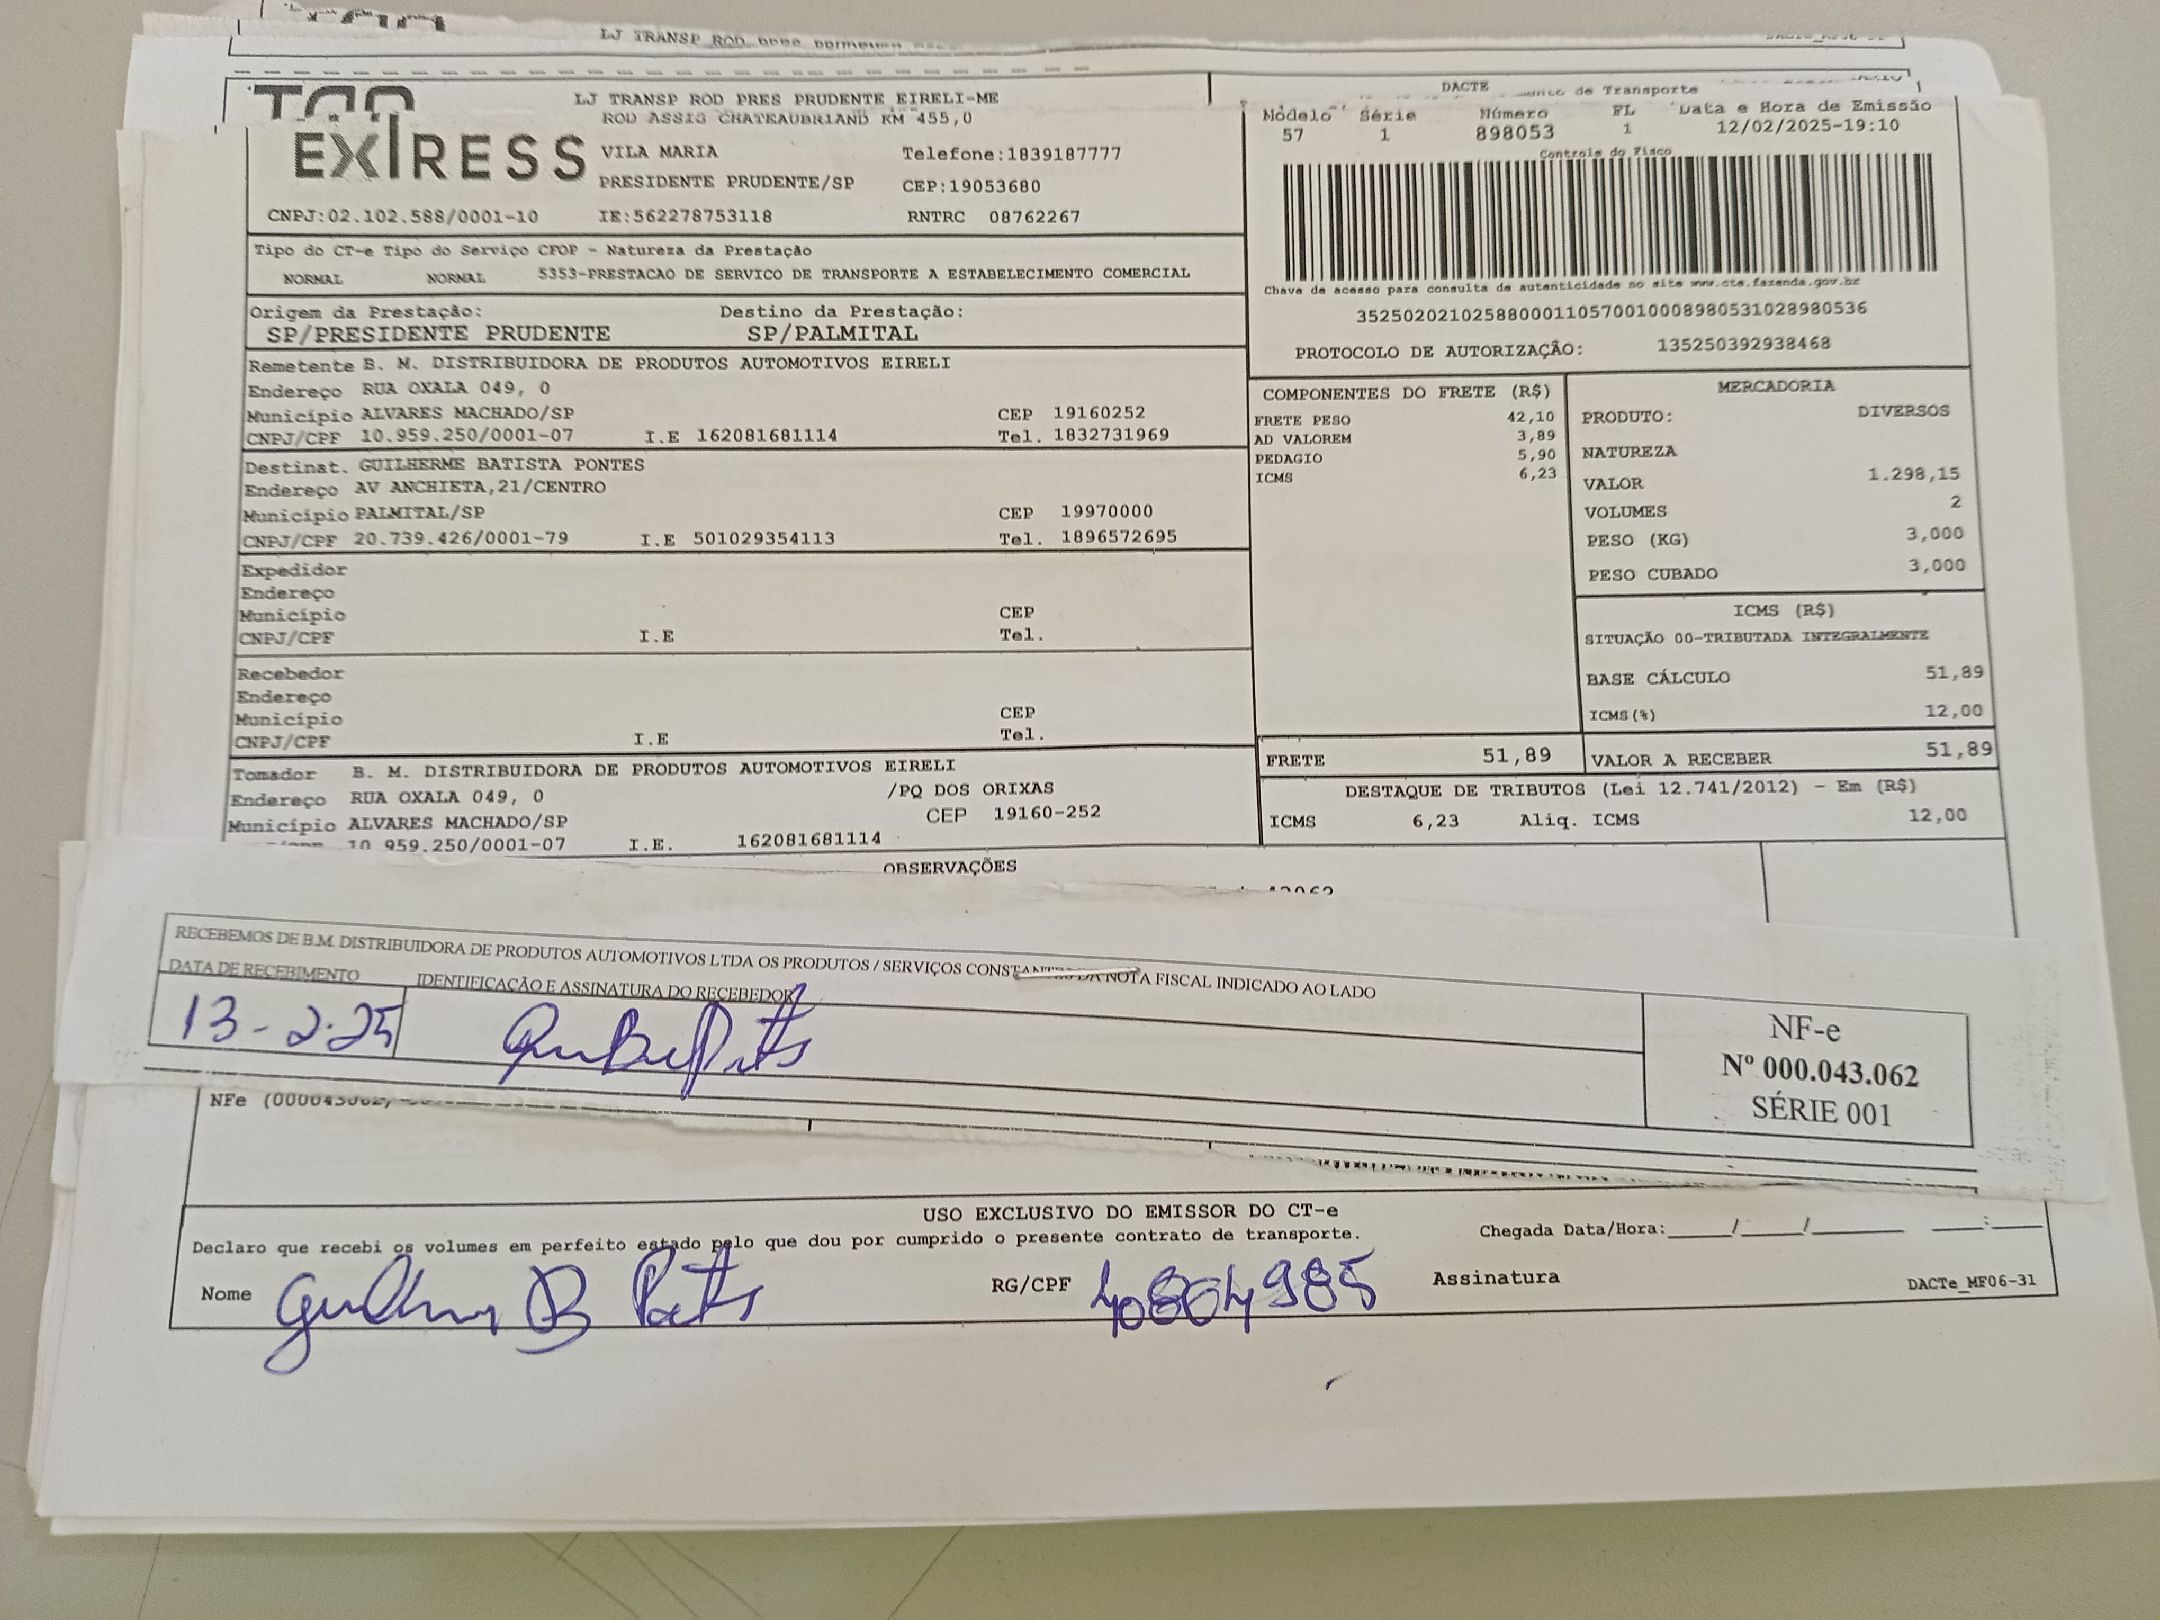 LJ TRANSP ROD PRES
LJ TRANSP ROD PRES PRUDENTE EIRELI-ME
ROD ASSIS CHATEAUBRIAND KM 455,0
EXPRESS
VILA MARIA Telefone:1839187777
PRESIDENTE PRUDENTE/SP CEP:19053680
CNPJ:02.102.588/0001-10 IE:562278753118 RNTRC 08762267
DACTE
de Transporte
Modelo Série Número FL Data e Hora de Emissão
57 1 898053 1 12/02/2025-19:10
Controle do Fisco
Chave de acesso para consulta de autenticidade no site www.cte.fazenda.gov.br
35250202102588000110570010008980531028980536
PROTOCOLO DE AUTORIZAÇÃO: 135250392938468
Tipo do CT-e Tipo do Serviço CFOP - Natureza da Prestação
NORMAL NORMAL 5353-PRESTACAO DE SERVICO DE TRANSPORTE A ESTABELECIMENTO COMERCIAL
Origem da Prestação: Destino da Prestação:
SP/PRESIDENTE PRUDENTE SP/PALMITAL
Remetente B. M. DISTRIBUIDORA DE PRODUTOS AUTOMOTIVOS EIRELI
Endereço RUA OXALA 049, 0
Município ALVARES MACHADO/SP CEP 19160252
CNPJ/CPF 10.959.250/0001-07 I.E 162081681114 Tel. 1832731969
Destinat. GUILHERME BATISTA PONTES
Endereço AV ANCHIETA,21/CENTRO
Município PALMITAL/SP CEP 19970000
CNPJ/CPF 20.739.426/0001-79 I.E 501029354113 Tel. 1896572695
Expedidor
Endereço
Município CEP
CNPJ/CPF I.E Tel.
Recebedor
Endereço
Município CEP
CNPJ/CPF I.E Tel.
Tomador B. M. DISTRIBUIDORA DE PRODUTOS AUTOMOTIVOS EIRELI
Endereço RUA OXALA 049, 0 /PQ DOS ORIXAS
Município ALVARES MACHADO/SP CEP 19160-252
10.959.250/0001-07 I.E. 162081681114
COMPONENTES DO FRETE (R$)
FRETE PESO 42,10
AD VALOREM 3,89
PEDAGIO 5,90
ICMS 6,23
MERCADORIA
PRODUTO: DIVERSOS
NATUREZA
VALOR 1.298,15
VOLUMES 2
PESO (KG) 3,000
PESO CUBADO 3,000
ICMS (R$)
SITUAÇÃO 00-TRIBUTADA INTEGRALMENTE
BASE CÁLCULO 51,89
ICMS(%) 12,00
FRETE 51,89 VALOR A RECEBER 51,89
DESTAQUE DE TRIBUTOS (Lei 12.741/2012) - Em (R$)
ICMS 6,23 Aliq. ICMS 12,00
OBSERVAÇÕES
RECEBEMOS DE B.M. DISTRIBUIDORA DE PRODUTOS AUTOMOTIVOS LTDA OS PRODUTOS / SERVIÇOS CONSTANTES DA NOTA FISCAL INDICADO AO LADO
DATA DE RECEBIMENTO IDENTIFICAÇÃO E ASSINATURA DO RECEBEDOR
13-2-25
NF-e
Nº 000.043.062
SÉRIE 001
NFe (000043062)
USO EXCLUSIVO DO EMISSOR DO CT-e
Declaro que recebi os volumes em perfeito estado pelo que dou por cumprido o presente contrato de transporte. Chegada Data/Hora:_____/_____/_______ ____:____
Nome Guilherme B Pontes RG/CPF 40864985 Assinatura DACTe_MF06-31